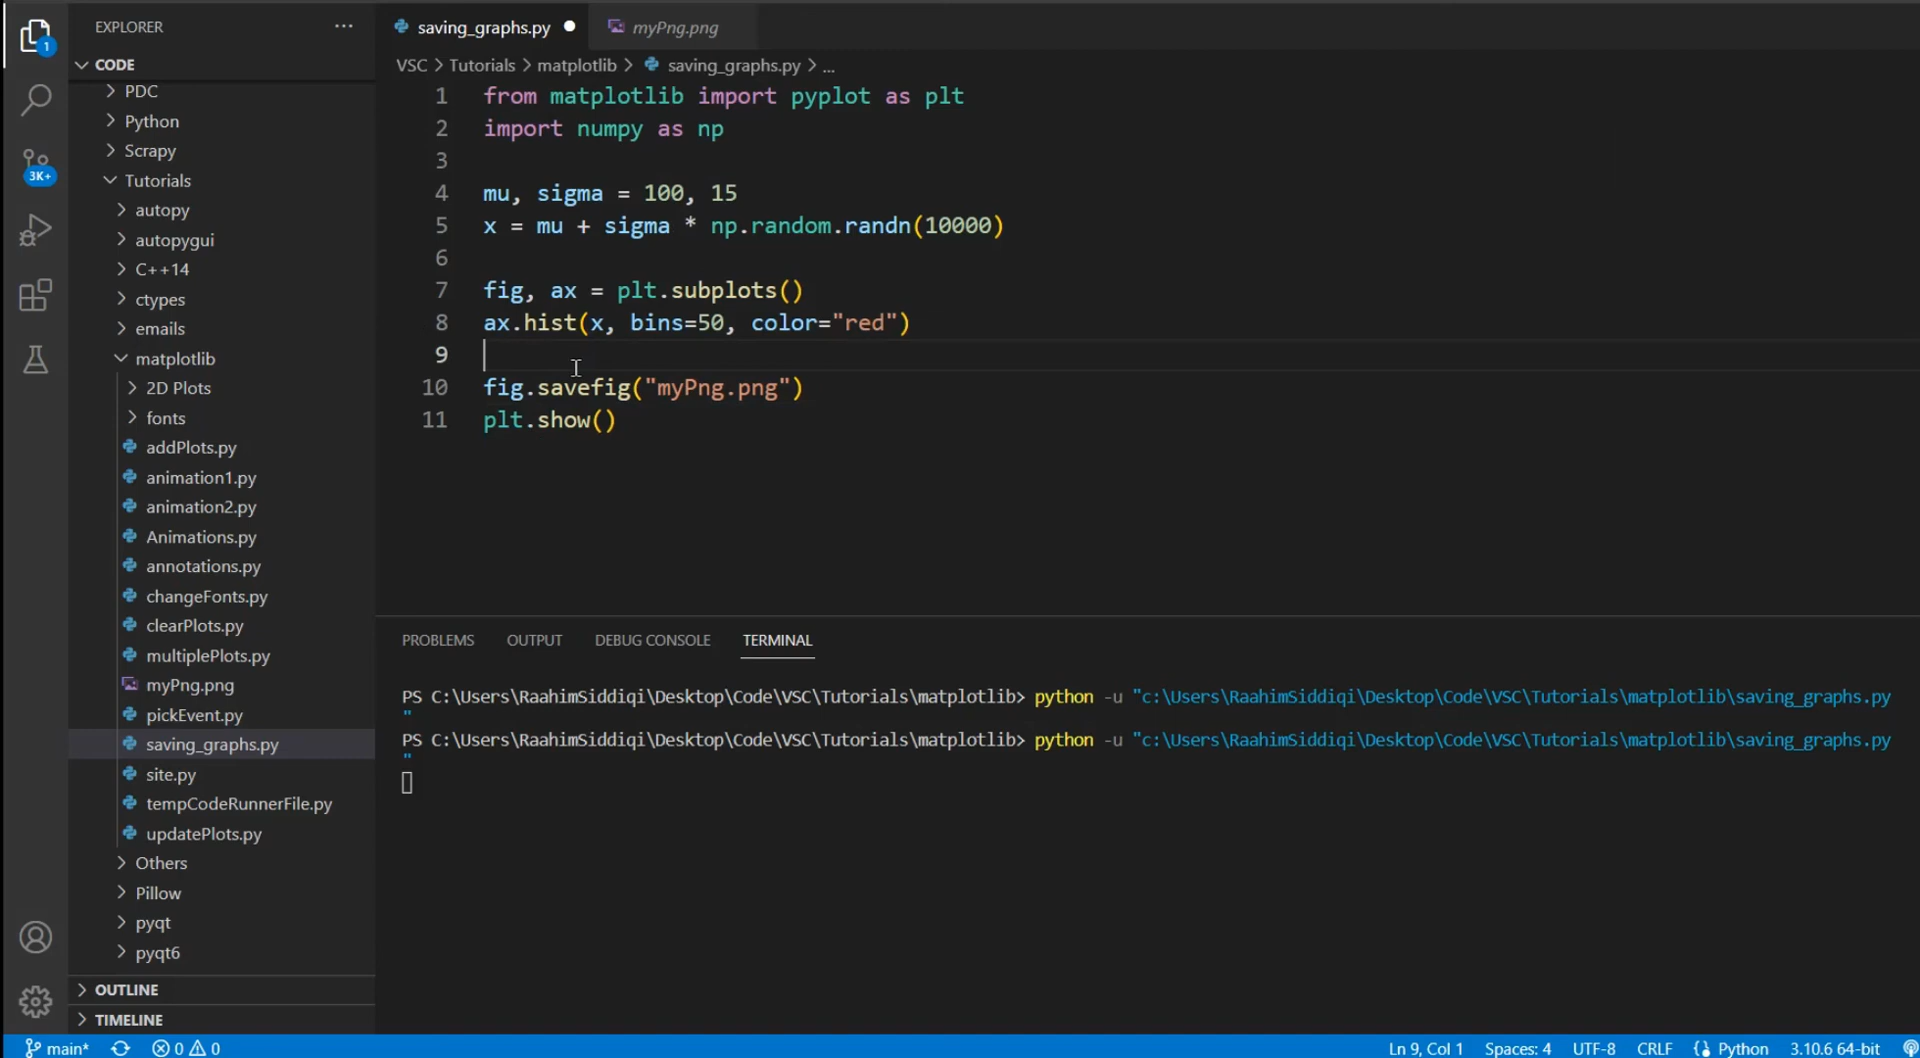 EXPLORER
saving_graphs.py
myPng.png
1
CODE
VSC > Tutorials > matplotlib > saving_graphs.py > ...
PDC
Python
Scrapy
3K+
Tutorials
autopy
autopygui
C++14
ctypes
emails
matplotlib
2D Plots
fonts
addPlots.py
animation1.py
animation2.py
Animations.py
annotations.py
changeFonts.py
clearPlots.py
multiplePlots.py
myPng.png
pickEvent.py
saving_graphs.py
site.py
tempCodeRunnerFile.py
updatePlots.py
Others
Pillow
pyqt
pyqt6
OUTLINE
TIMELINE
1 from matplotlib import pyplot as plt
2 import numpy as np
3
4 mu, sigma = 100, 15
5 x = mu + sigma * np.random.randn(10000)
6
7 fig, ax = plt.subplots()
8 ax.hist(x, bins=50, color="red")
9
10 fig.savefig("myPng.png")
11 plt.show()
PROBLEMS OUTPUT DEBUG CONSOLE TERMINAL
PS C:\Users\RaahimSiddiqi\Desktop\Code\VSC\Tutorials\matplotlib> python -u "c:\Users\RaahimSiddiqi\Desktop\Code\VSC\Tutorials\matplotlib\saving_graphs.py
"
PS C:\Users\RaahimSiddiqi\Desktop\Code\VSC\Tutorials\matplotlib> python -u "c:\Users\RaahimSiddiqi\Desktop\Code\VSC\Tutorials\matplotlib\saving_graphs.py
"
main* 0 0 Ln 9, Col 1 Spaces: 4 UTF-8 CRLF Python 3.10.6 64-bit